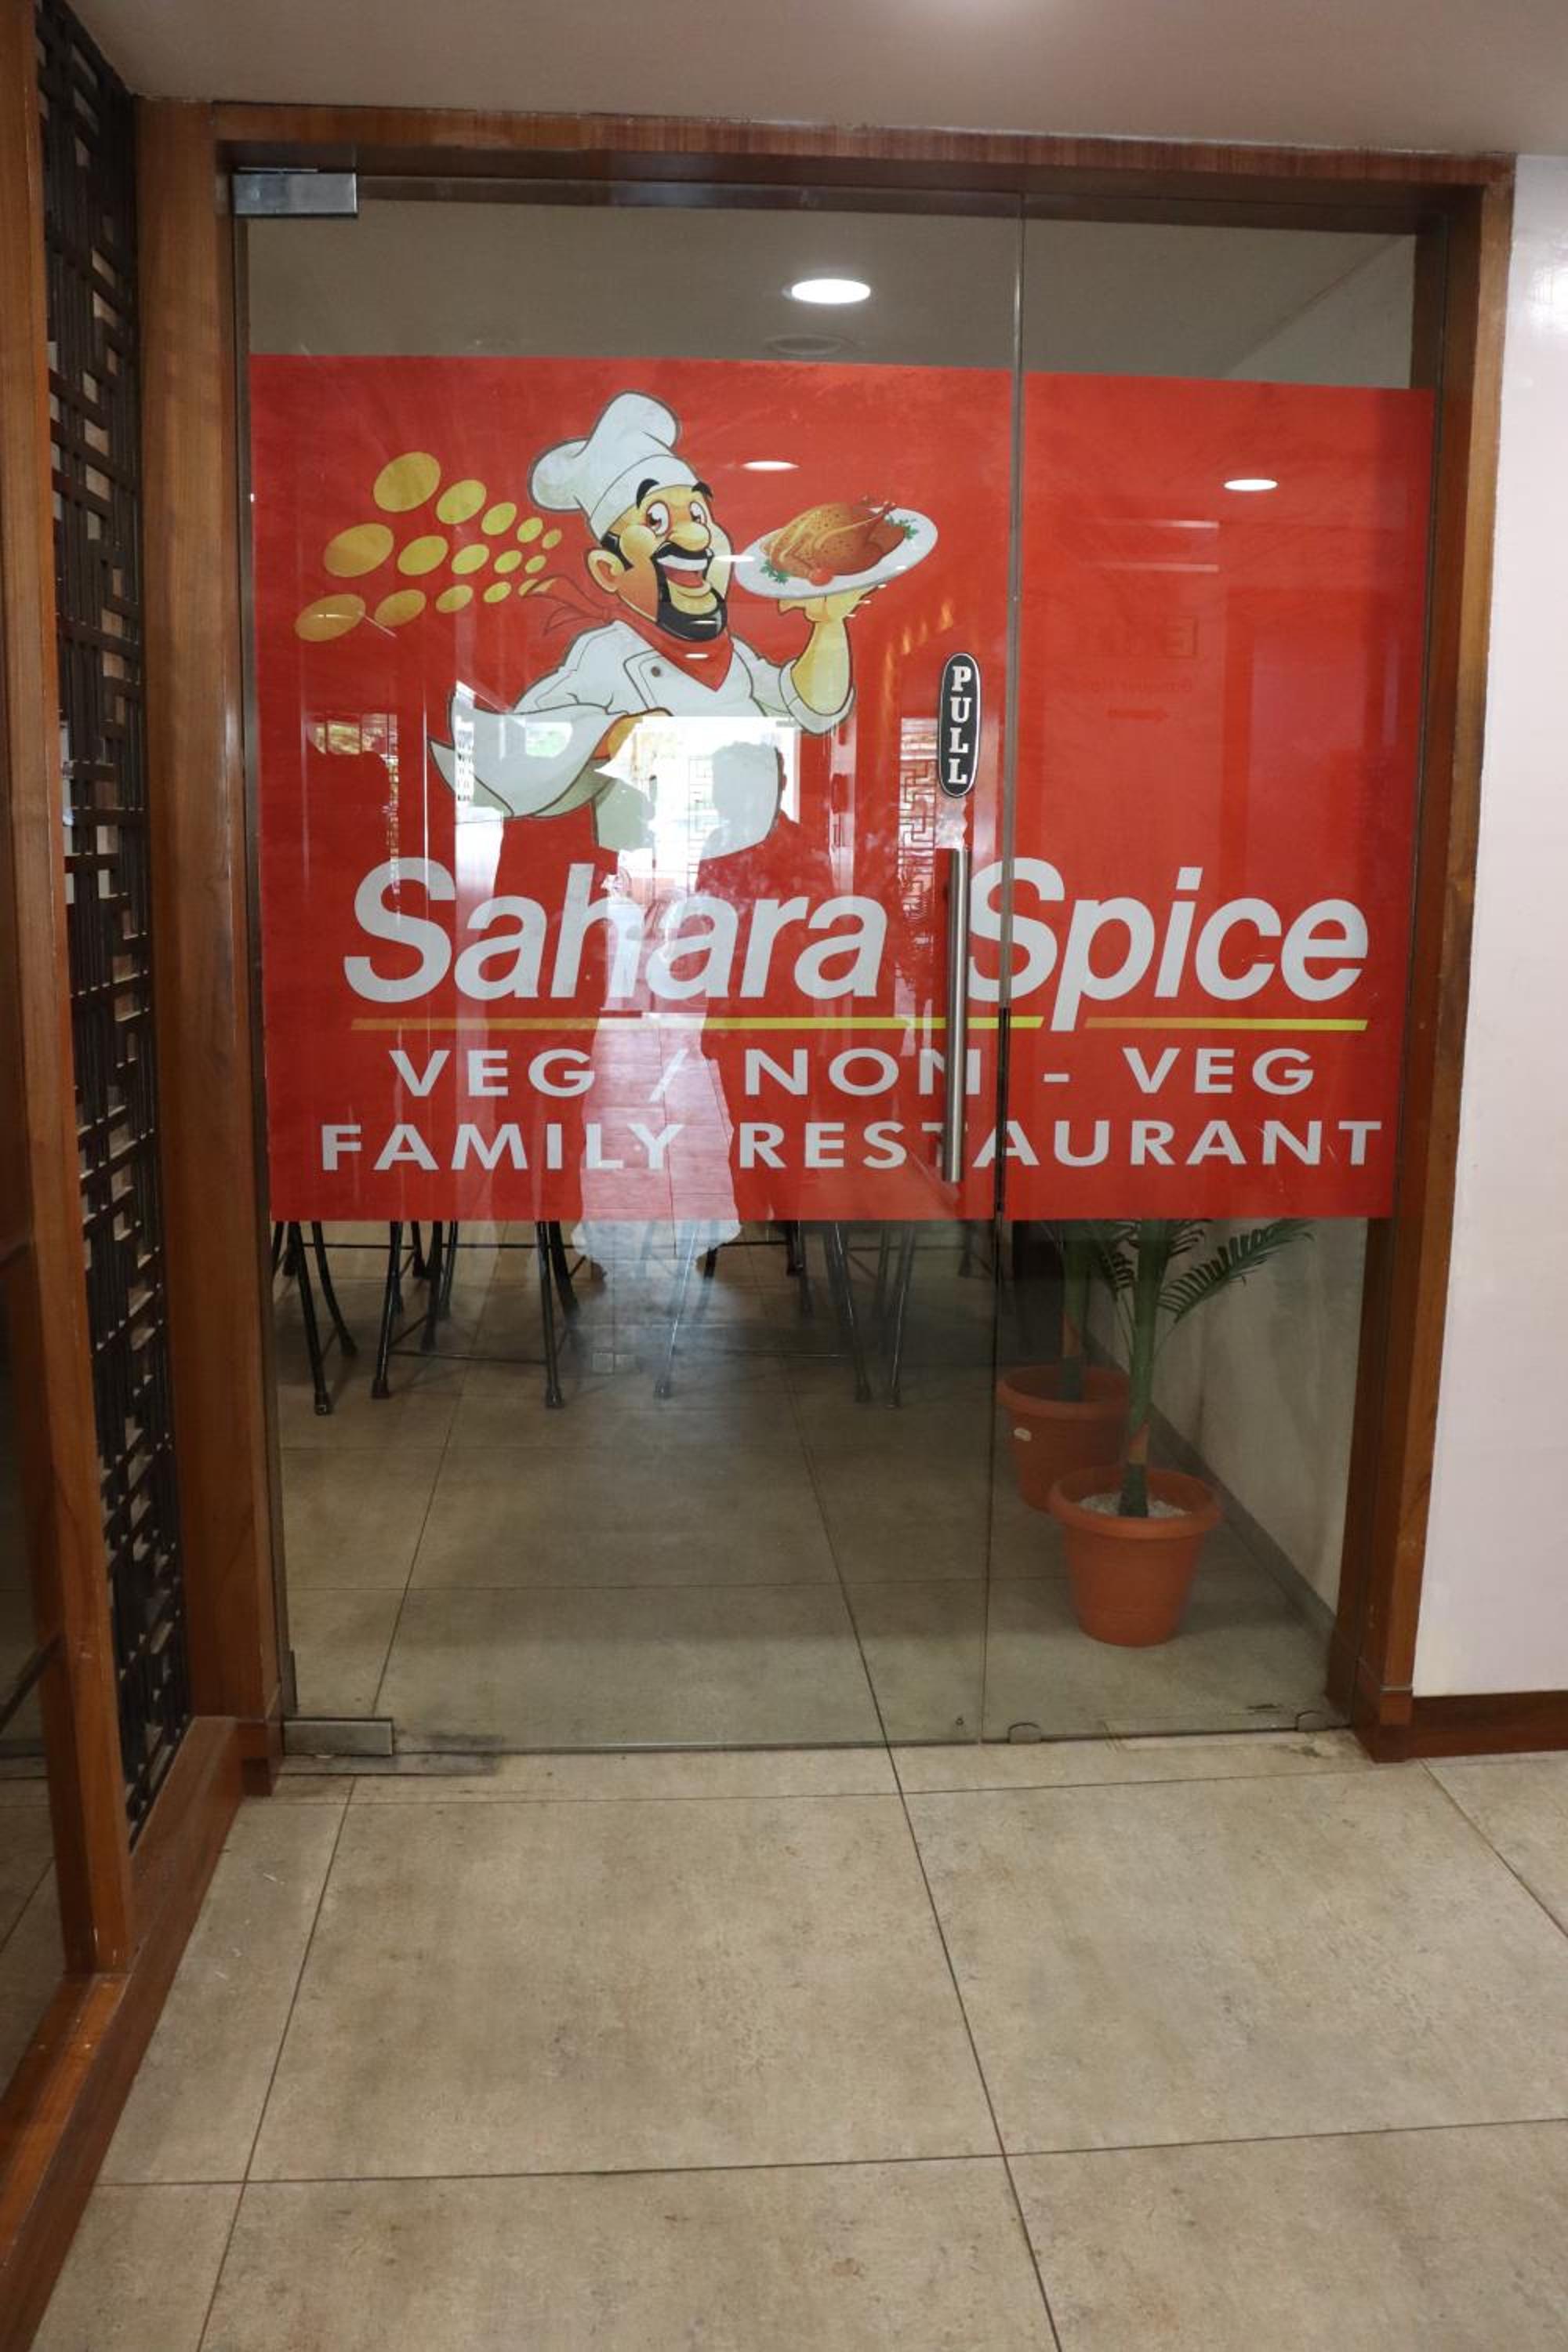 PULL
Sahara Spice
VEG / NON - VEG
FAMILY RESTAURANT